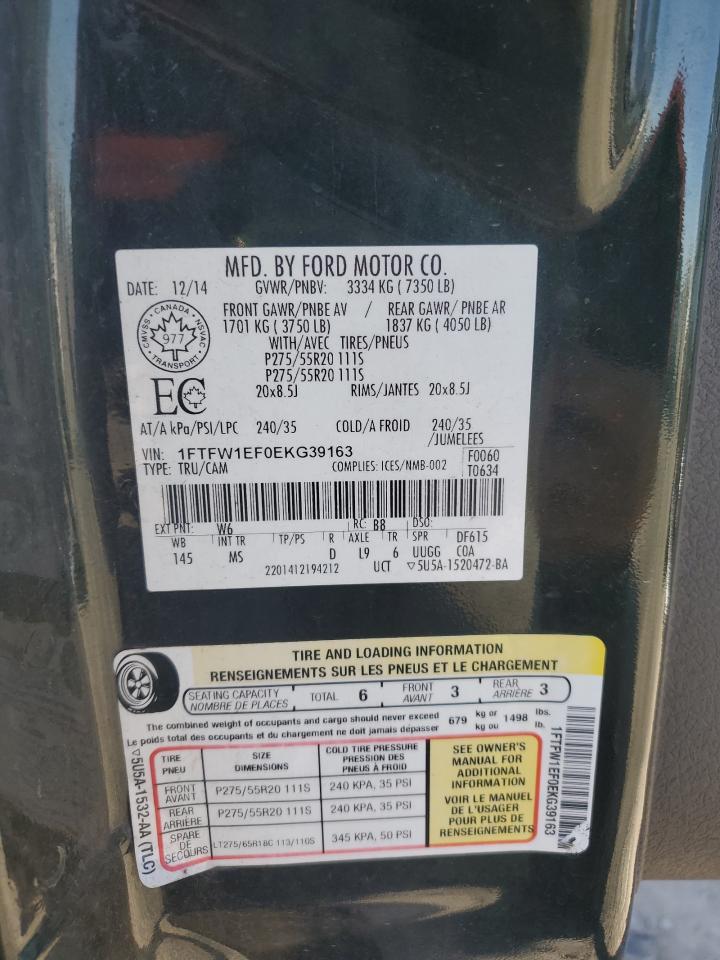 MFD. BY FORD MOTOR CO.
DATE: 12/14 GVWR/PNBV: 3334 KG ( 7350 LB)
FRONT GAWR/PNBE AV / REAR GAWR/ PNBE AR
1701 KG ( 3750 LB) 1837 KG ( 4050 LB)
WITH/AVEC TIRES/PNEUS
P275/55R20 111S
P275/55R20 111S
20x8.5J RIMS/JANTES 20x8.5J
CANADA
CMVSS NSVAC
977
TRANSPORT
EC
AT/A kPa/PSI/LPC 240/35 COLD/A FROID 240/35
/JUMELEES
VIN: 1FTFW1EF0EKG39163 F0060
TYPE: TRU/CAM COMPLIES: ICES/NMB-002 T0634
EXT PNT: W6 RC: B8 DSO:
WB INT TR TP/PS R AXLE TR SPR DF615
145 MS D L9 6 UUGG COA
2201412194212 UCT ▽5U5A-1520472-BA
TIRE AND LOADING INFORMATION
RENSEIGNEMENTS SUR LES PNEUS ET LE CHARGEMENT
SEATING CAPACITY TOTAL 6 FRONT 3 REAR 3
NOMBRE DE PLACES AVANT ARRIÈRE
The combined weight of occupants and cargo should never exceed 679 kg or 1498 lbs.
Le poids total des occupants et du chargement ne doit jamais dépasser kg ou lb.
TIRE SIZE COLD TIRE PRESSURE
PNEU DIMENSIONS PRESSION DES
PNEUS À FROID
FRONT P275/55R20 111S 240 KPA, 35 PSI
AVANT
REAR P275/55R20 111S 240 KPA, 35 PSI
ARRIÈRE
SPARE LT275/65R18C 113/110S 345 KPA, 50 PSI
DE
SECOURS
SEE OWNER'S
MANUAL FOR
ADDITIONAL
INFORMATION
VOIR LE MANUEL
DE L'USAGER
POUR PLUS DE
RENSEIGNEMENTS
▽5U5A-1532-AA (TLC)
1FTFW1EF0EKG39163